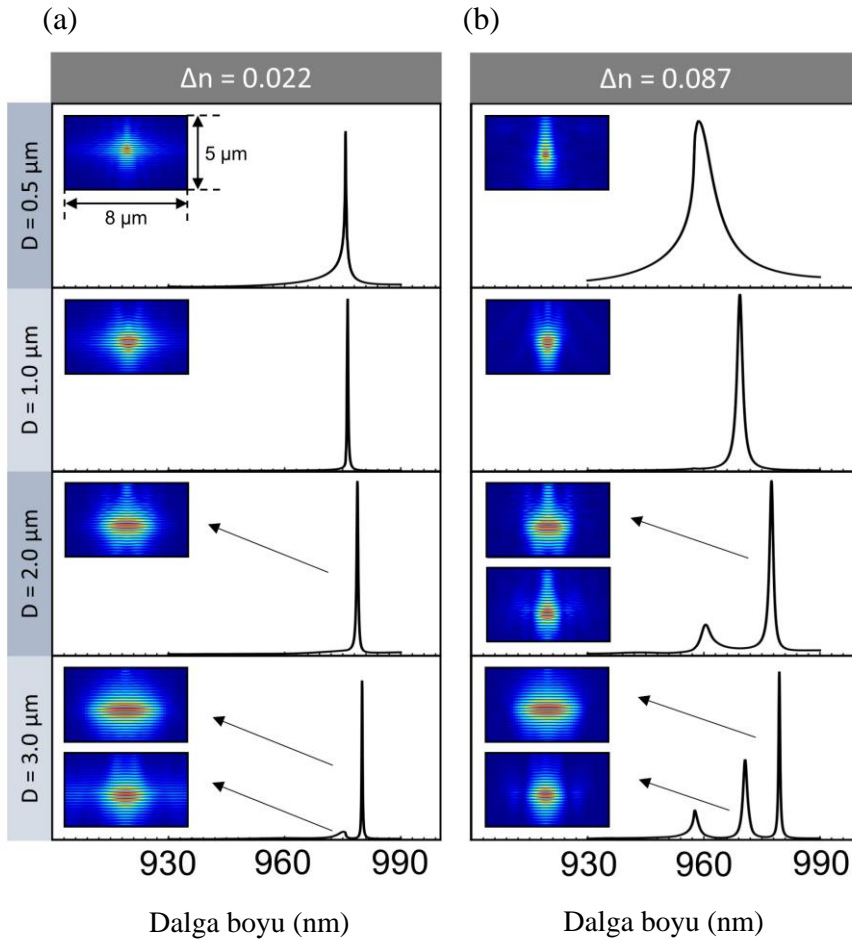 (a)
(b)
Δn = 0.022
Δn = 0.087
D = 0.5 µm
5 µm
8 µm
D = 1.0 µm
D = 2.0 µm
D = 3.0 µm
930 960 990
930 960 990
Dalga boyu (nm)
Dalga boyu (nm)